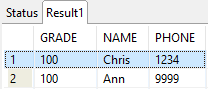 Status Result1
GRADE NAME PHONE
1 100 Chris 1234
2 100 Ann 9999